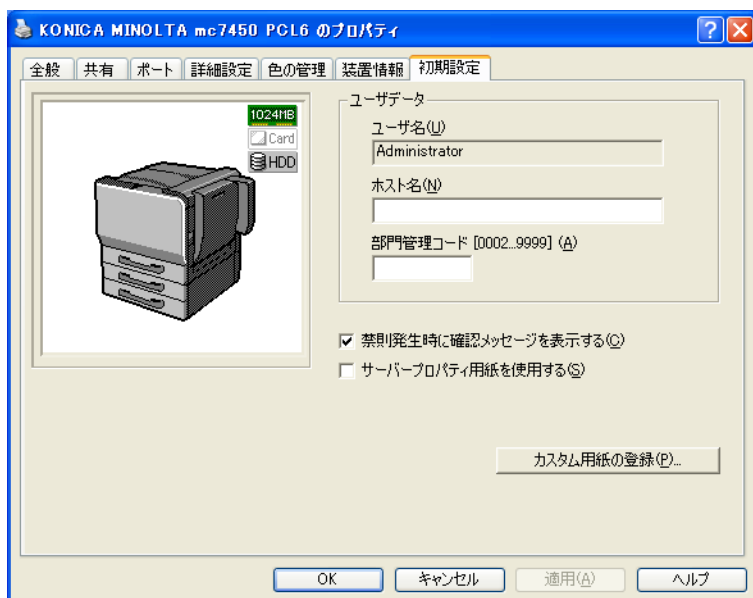 KONICA MINOLTA mc7450 PCL6 のプロパティ
全般 共有 ポート 詳細設定 色の管理 装置情報 初期設定
1024MB
Card
HDD
ユーザデータ
ユーザ名(U)
Administrator
ホスト名(N)
部門管理コード [0002...9999] (A)
禁則発生時に確認メッセージを表示する(C)
サーバープロパティ用紙を使用する(S)
カスタム用紙の登録(P)...
OK キャンセル 適用(A) ヘルプ